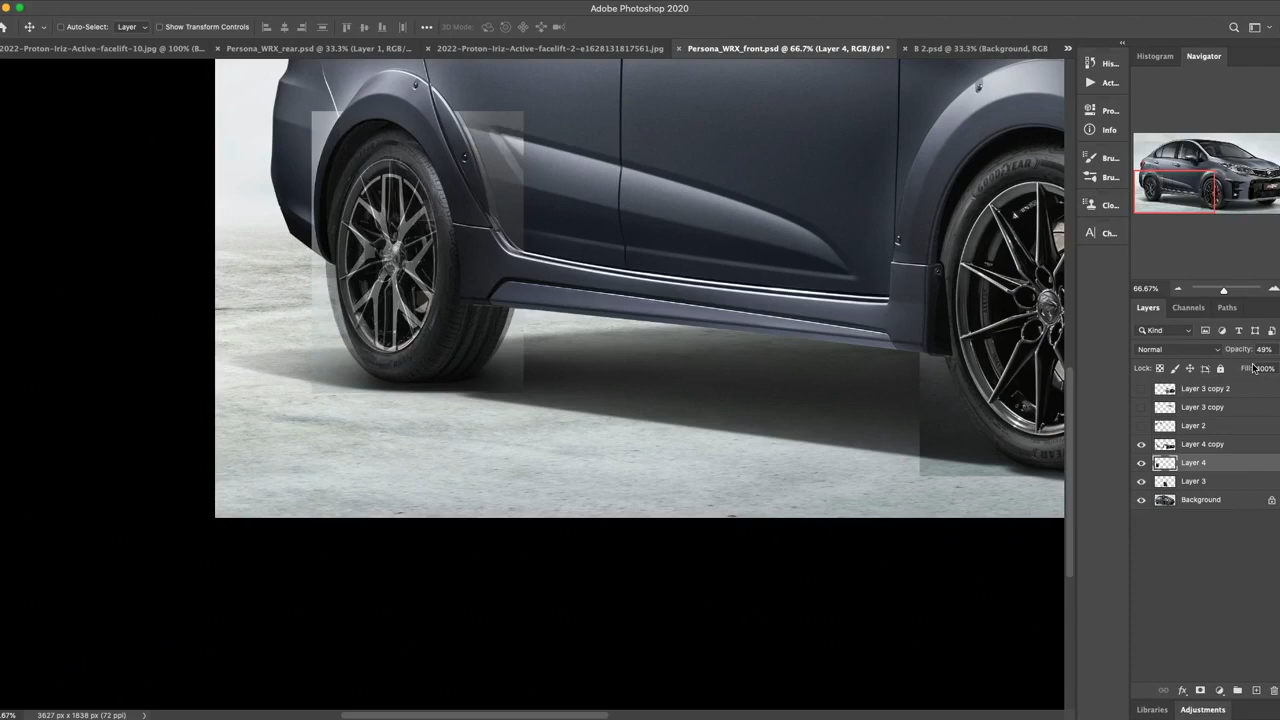 Adobe Photoshop 2020
Auto-Select: Layer Show Transform Controls 3D Mode:
2022-Proton-Iriz-Active-facelift-10.jpg @ 100% (B... Persona_WRX_rear.psd @ 33.3% (Layer 1, RGB/... 2022-Proton-Iriz-Active-facelift-2-e1628131817561.jpg Persona_WRX_front.psd @ 66.7% (Layer 4, RGB/8#) * B 2.psd @ 33.3% (Background, RGB
Histogram Navigator
His...
Act...
Pro...
Info
Bru...
Bru...
Clo...
Ch...
GOODYEAR
66.67%
Layers Channels Paths
Kind
Normal Opacity: 49%
Lock: Fill: 100%
Layer 3 copy 2
Layer 3 copy
Layer 2
Layer 4 copy
Layer 4
Layer 3
Background
Libraries Adjustments
.67% 3627 px x 1838 px (72 ppi)